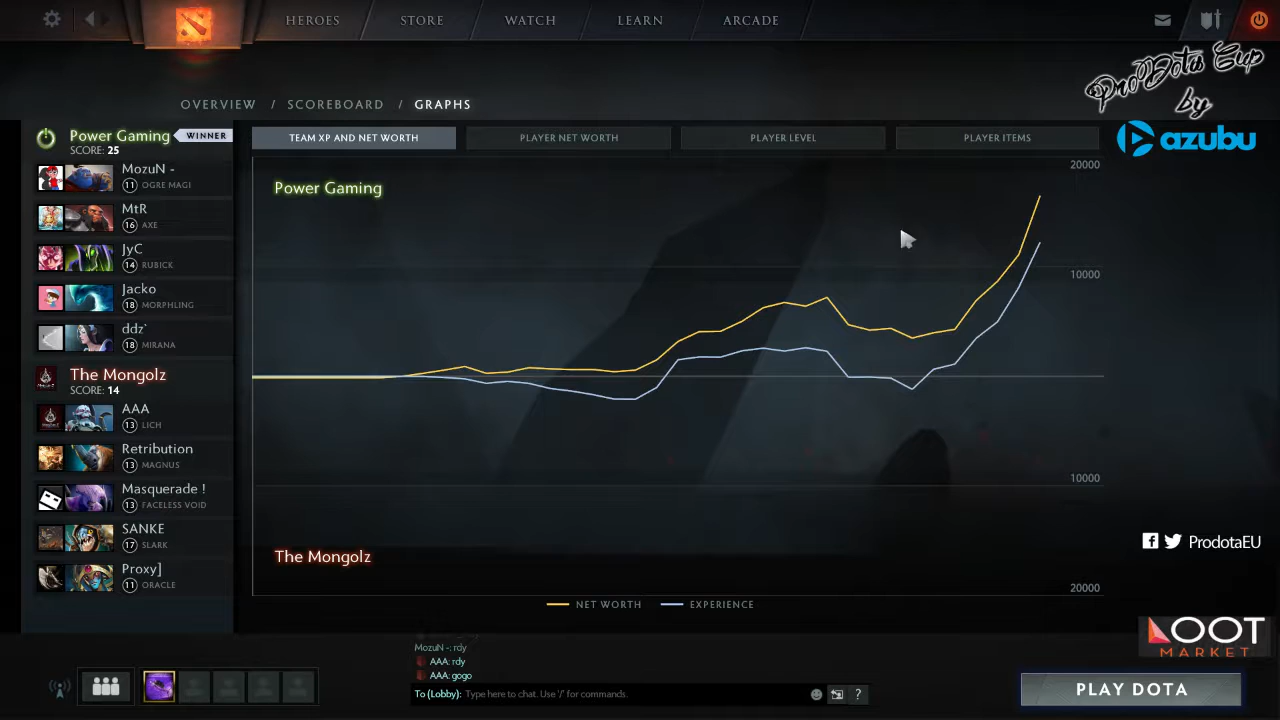 HEROES
STORE
WATCH
LEARN
ARCADE
ProDota Cup
by
azubu
OVERVIEW / SCOREBOARD / GRAPHS
Power Gaming
WINNER
SCORE: 25
MozuN -
11 OGRE MAGI
MtR
16 AXE
JyC
14 RUBICK
Jacko
18 MORPHLING
ddz`
18 MIRANA
The Mongolz
SCORE: 14
AAA
13 LICH
Retribution
13 MAGNUS
Masquerade !
13 FACELESS VOID
SANKE
17 SLARK
Proxy]
11 ORACLE
TEAM XP AND NET WORTH
PLAYER NET WORTH
PLAYER LEVEL
PLAYER ITEMS
20000
Power Gaming
10000
10000
The Mongolz
20000
NET WORTH
EXPERIENCE
ProdotaEU
LOOT
MARKET
MozuN -: rdy
AAA: rdy
AAA: gogo
To (Lobby): Type here to chat. Use '/' for commands.
?
PLAY DOTA